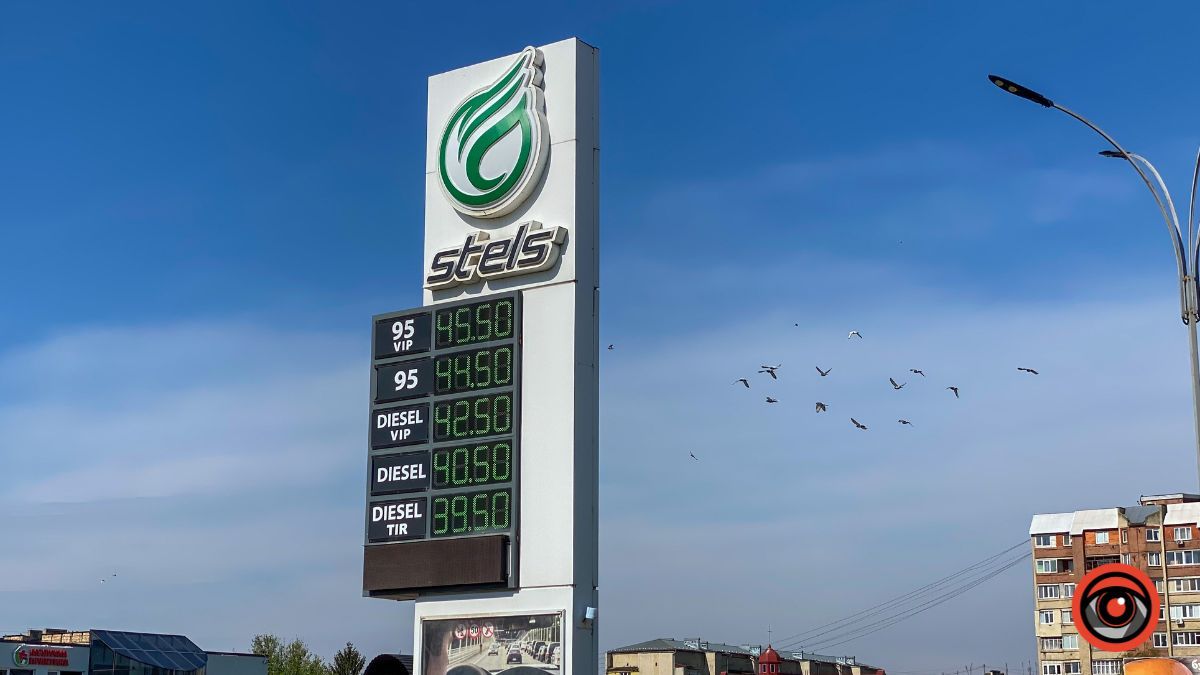 stels
95 45.50
VIP
95 44.50
DIESEL 42.50
VIP
DIESEL 40.50
DIESEL 39.50
TIR